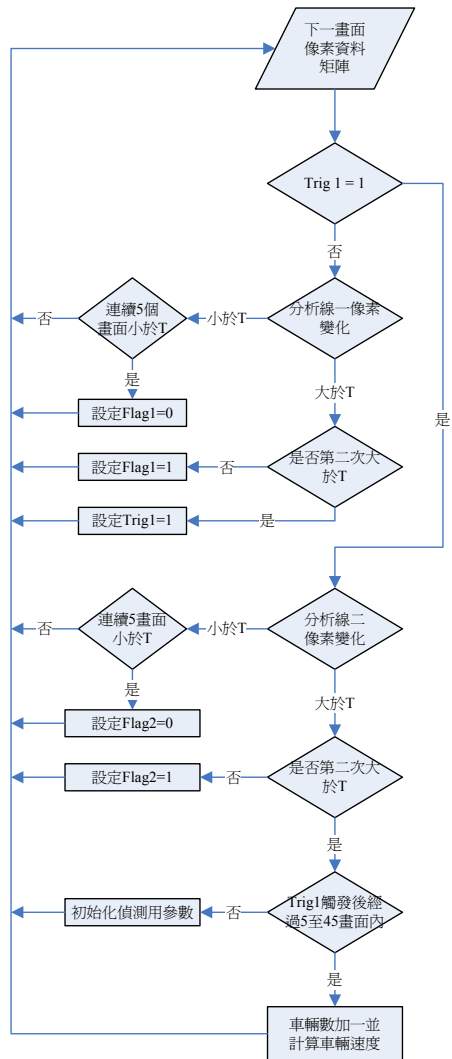 下一畫面
像素資料
矩陣
Trig 1 = 1
否
是
分析線一像素
變化
小於T
連續5個
畫面小於T
否
是
設定Flag1=0
大於T
是否第二次大
於T
否
設定Flag1=1
是
設定Trig1=1
分析線二
像素變化
小於T
連續5畫面
小於T
否
是
設定Flag2=0
大於T
是否第二次大
於T
否
設定Flag2=1
是
Trig1觸發後經
過5至45畫面內
否
初始化偵測用參數
是
車輛數加一並
計算車輛速度